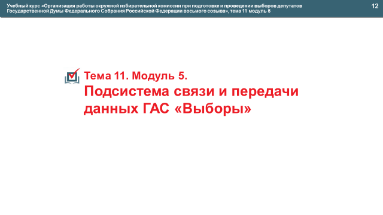 Учебный курс «Организация работы окружной избирательной комиссии при подготовке и проведении выборов депутатов
Государственной Думы Федерального Собрания Российской Федерации восьмого созыва», тема 11 модуль 5
12
Тема 11. Модуль 5.
Подсистема связи и передачи
данных ГАС «Выборы»